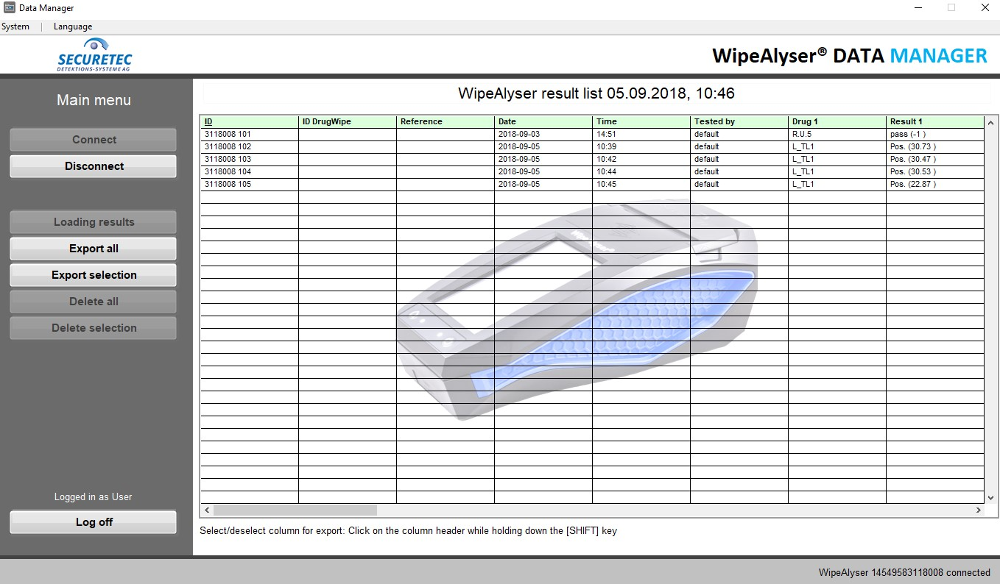 Data Manager
System | Language
SECURETEC
DETEKTIONS-SYSTEME AG
WipeAlyser® DATA MANAGER
Main menu
Connect
Disconnect
Loading results
Export all
Export selection
Delete all
Delete selection
Logged in as User
Log off
WipeAlyser result list 05.09.2018, 10:46
ID ID DrugWipe Reference Date Time Tested by Drug 1 Result 1
3118008 101 2018-09-03 14:51 default R.U.5 pass (-1 )
3118008 102 2018-09-05 10:39 default L_TL1 Pos. (30.73 )
3118008 103 2018-09-05 10:42 default L_TL1 Pos. (30.47 )
3118008 104 2018-09-05 10:44 default L_TL1 Pos. (30.53 )
3118008 105 2018-09-05 10:45 default L_TL1 Pos. (22.87 )
Select/deselect column for export: Click on the column header while holding down the [SHIFT] key
WipeAlyser 14549583118008 connected